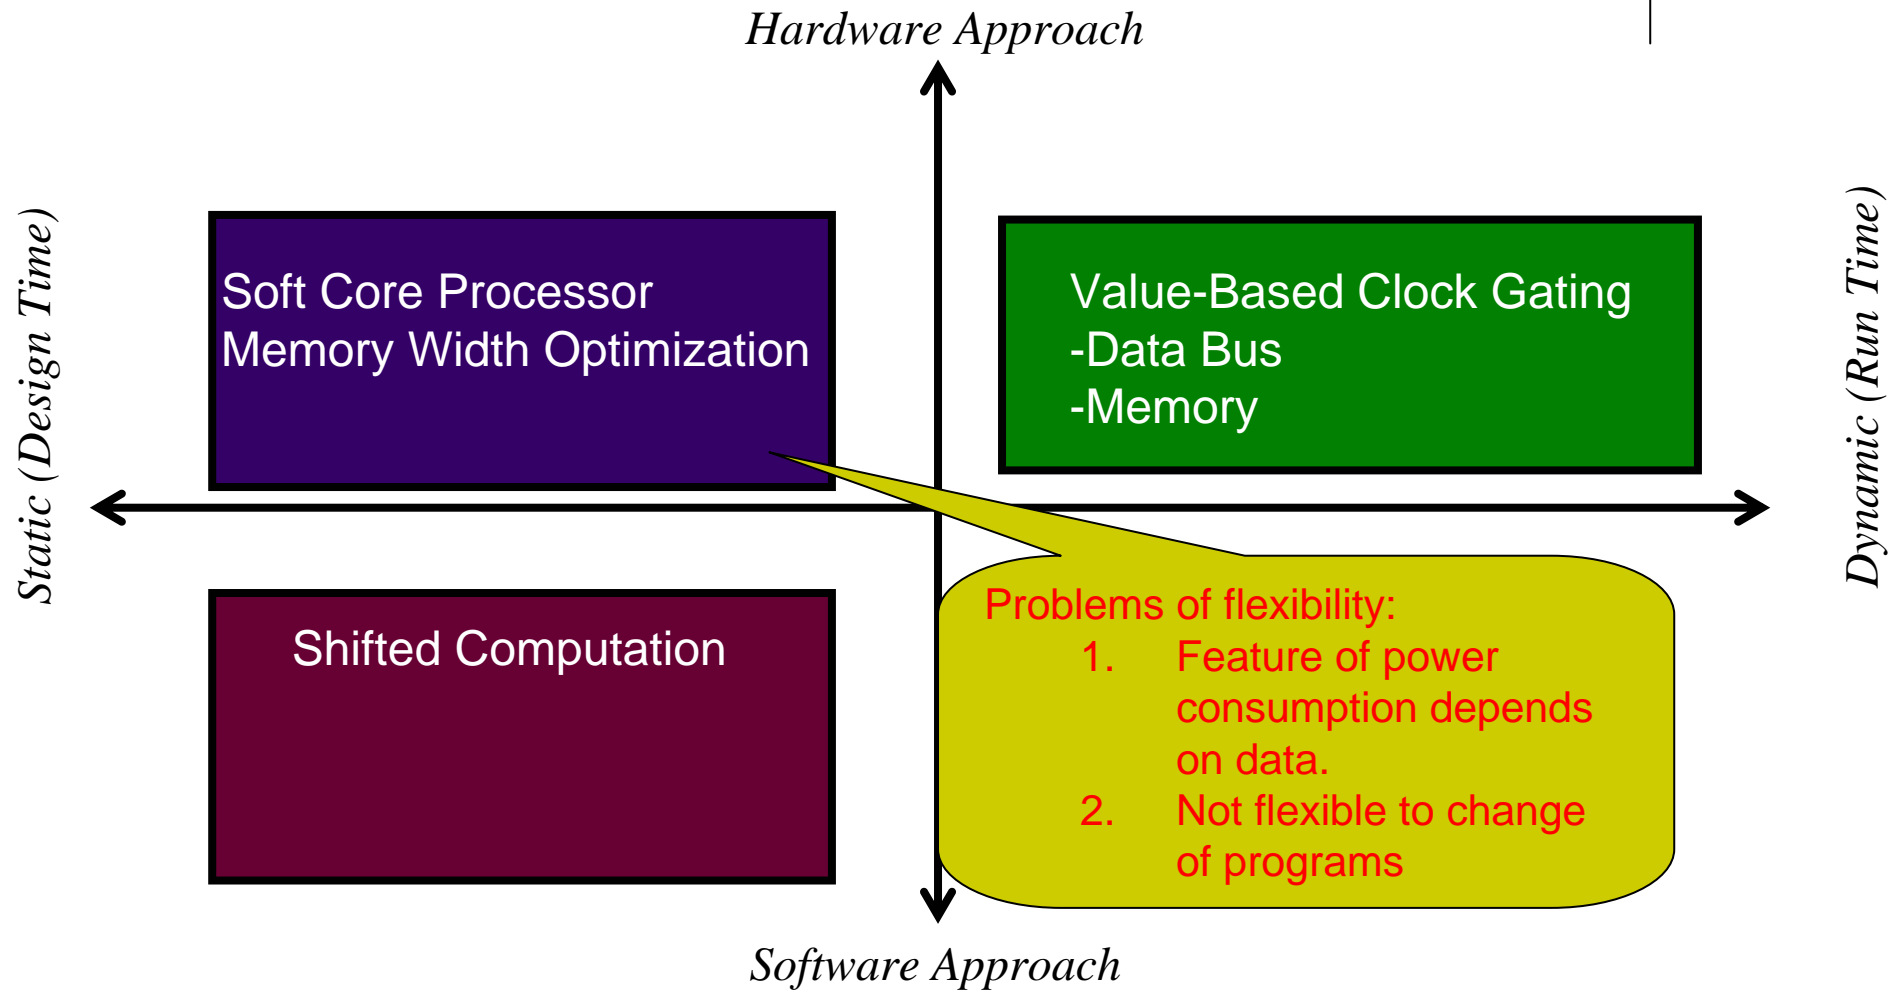 Hardware Approach
Static (Design Time)
Soft Core Processor
Memory Width Optimization
Value-Based Clock Gating
-Data Bus
-Memory
Dynamic (Run Time)
Shifted Computation
Problems of flexibility:
1. Feature of power
consumption depends
on data.
2. Not flexible to change
of programs
Software Approach